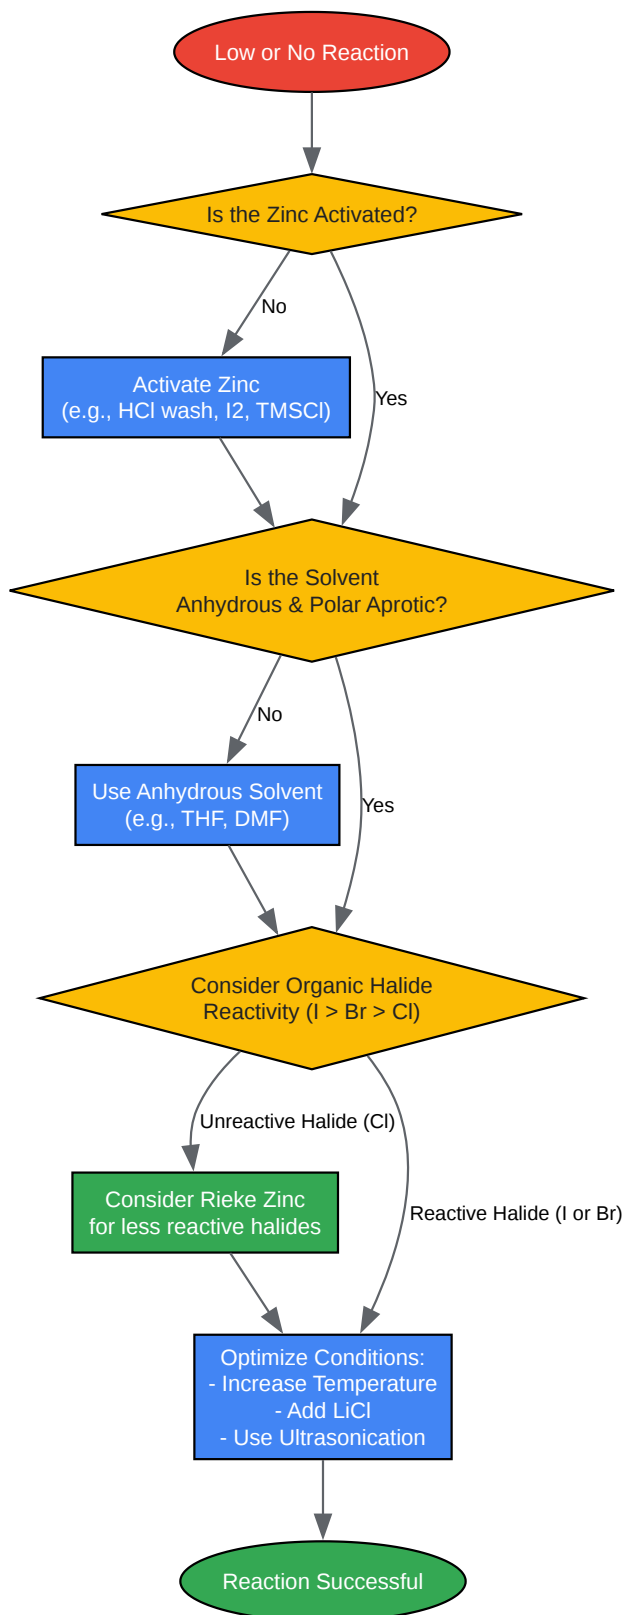 Low or No Reaction
Is the Zinc Activated?
No
Activate Zinc
(e.g., HCl wash, I2, TMSCl)
Yes
Is the Solvent
Anhydrous & Polar Aprotic?
No
Use Anhydrous Solvent
(e.g., THF, DMF)
Yes
Consider Organic Halide
Reactivity (I > Br > Cl)
Unreactive Halide (Cl)
Consider Rieke Zinc
for less reactive halides
Reactive Halide (I or Br)
Optimize Conditions:
- Increase Temperature
- Add LiCl
- Use Ultrasonication
Reaction Successful